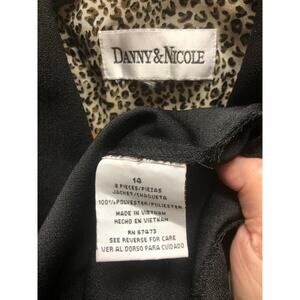 DANNY & NICOLE
14
2 PIECES/PIEZAS
JACKET/CHAQUETA
100% POLYESTER/POLIESTER
MADE IN VIETNAM
HECHO EN VIETNAM
RN 67473
SEE REVERSE FOR CARE
VER AL DORSO PARA CUIDADO